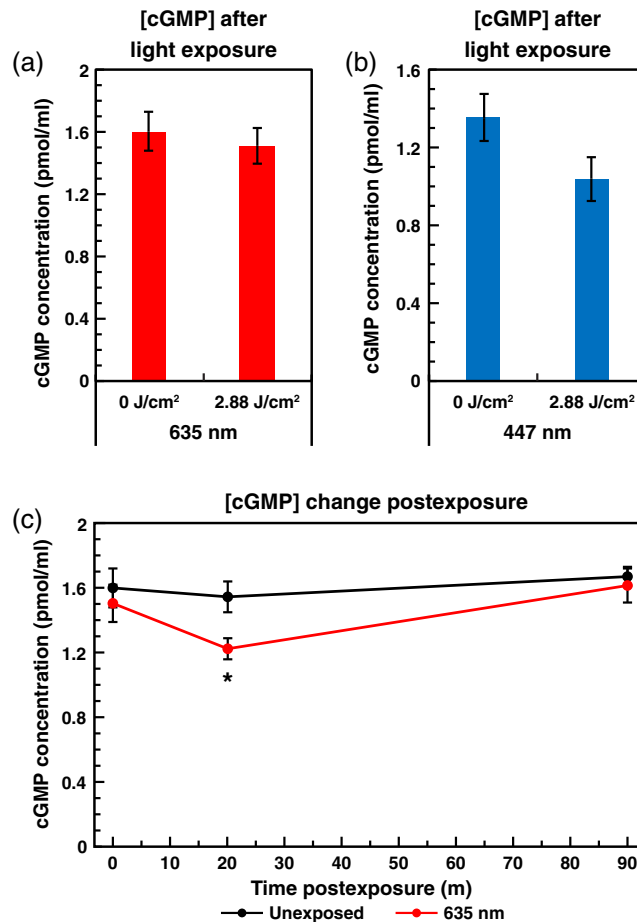 [cGMP] after
light exposure
(a)
2
1.6
1.2
0.8
0.4
0
cGMP concentration (pmol/ml)
0 J/cm²
2.88 J/cm²
635 nm
[cGMP] after
light exposure
(b)
1.6
1.2
0.8
0.4
0
cGMP concentration (pmol/ml)
0 J/cm²
2.88 J/cm²
447 nm
[cGMP] change postexposure
(c)
2
1.6
1.2
0.8
0.4
0
cGMP concentration (pmol/ml)
*
0 10 20 30 40 50 60 70 80 90
Time postexposure (m)
Unexposed 635 nm